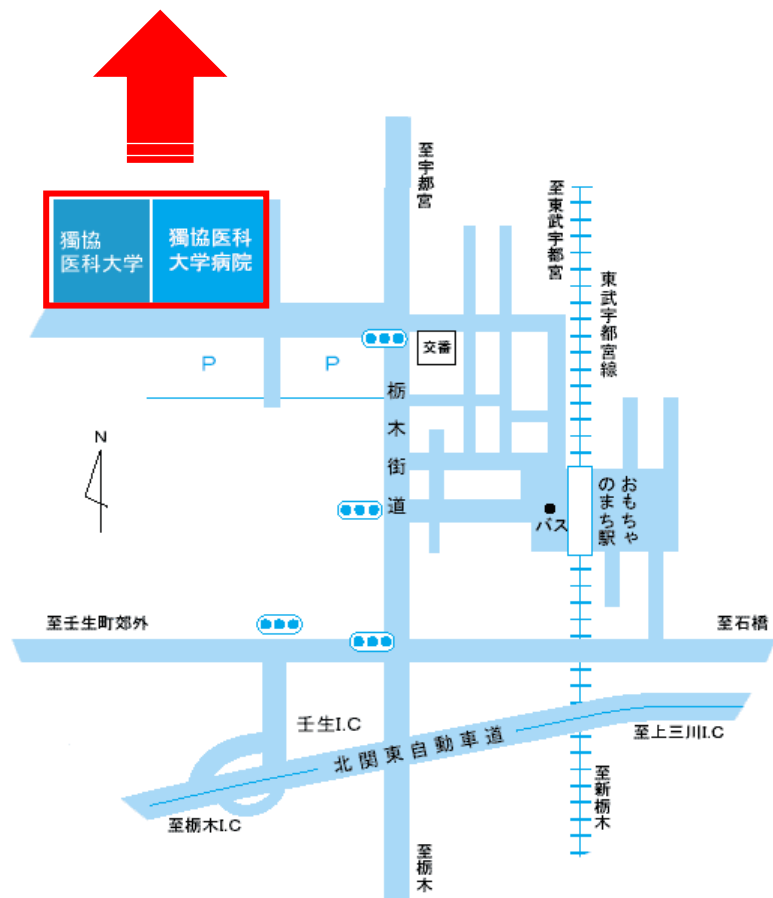 至宇都宮
至東武宇都宮
獨協
医科大学
獨協医科
大学病院
東武宇都宮線
交番
P
P
栃木街道
N
おもちゃ
のまち駅
バス
至壬生町郊外
至石橋
壬生I.C
北関東自動車道
至上三川I.C
至新栃木
至栃木I.C
至栃木